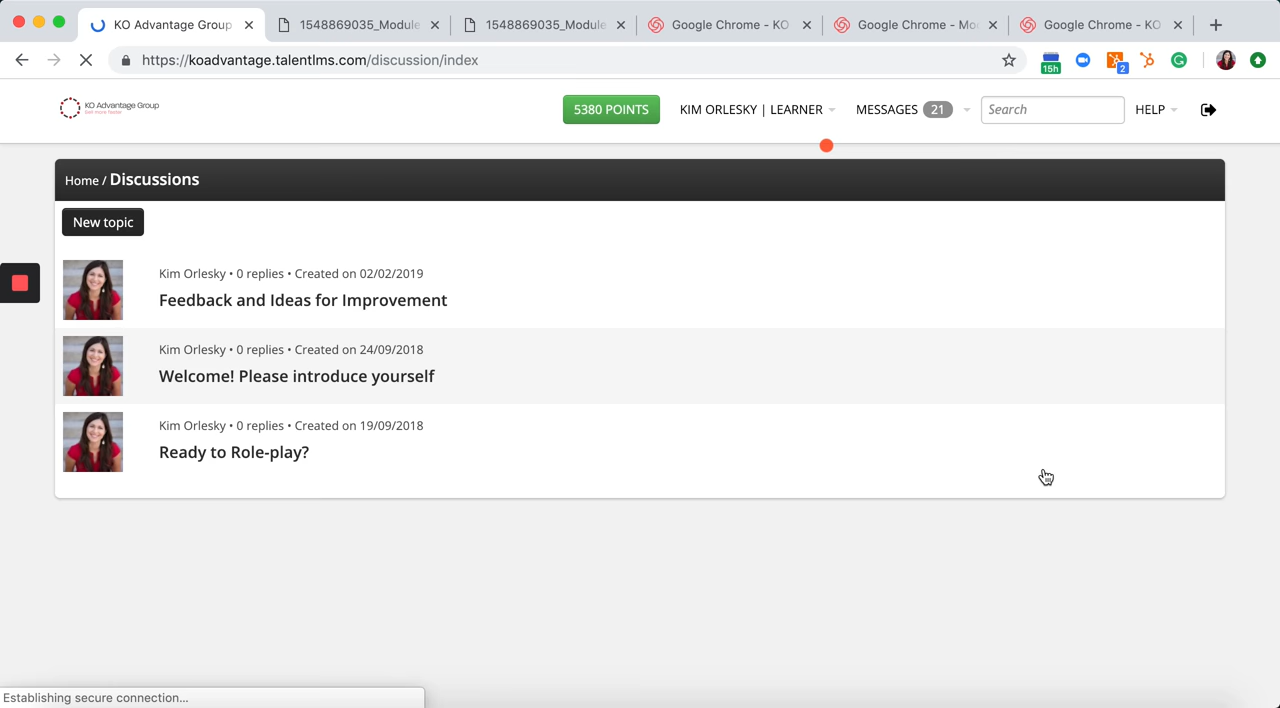 KO Advantage Group
1548869035_Module
1548869035_Module
Google Chrome - KO
Google Chrome - Mo
Google Chrome - KO
https://koadvantage.talentlms.com/discussion/index
15h
2
KO Advantage Group
Sell more faster
5380 POINTS
KIM ORLESKY | LEARNER
MESSAGES 21
Search
HELP
Home / Discussions
New topic
Kim Orlesky • 0 replies • Created on 02/02/2019
Feedback and Ideas for Improvement
Kim Orlesky • 0 replies • Created on 24/09/2018
Welcome! Please introduce yourself
Kim Orlesky • 0 replies • Created on 19/09/2018
Ready to Role-play?
Establishing secure connection...